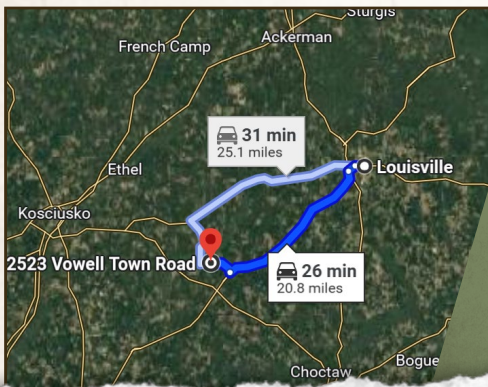 Sturgis
Ackerman
French Camp
31 min
25.1 miles
Ethel
Louisville
Kosciusko
2523 Vowell Town Road
26 min
20.8 miles
Choctaw
Bogue